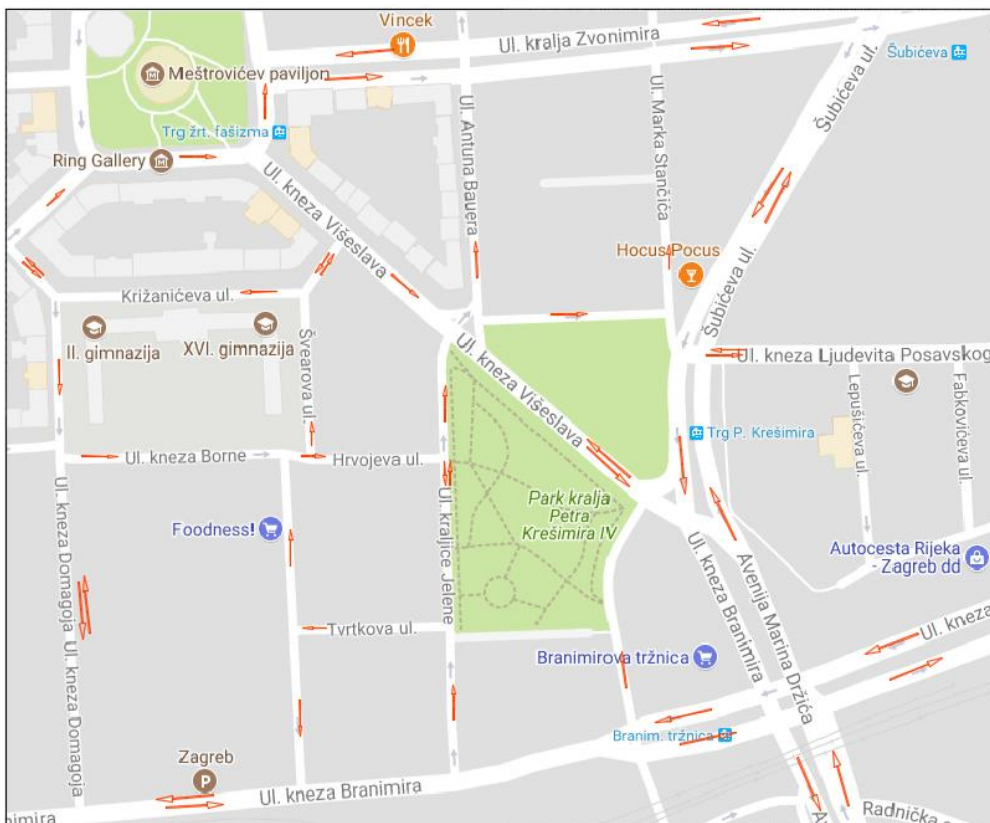 Vincek
Ul. kralja Zvonimira
Šubićeva
Meštrovićev paviljon
Šubićeva ul.
Ul. Antuna Bauera
Ul. Marka Stančića
Trg žrt. fašizma
Ring Gallery
Ul. kneza Višeslava
Hocus Pocus
Šubićeva ul.
Križanićeva ul.
II. gimnazija
XVI. gimnazija
Švearova ul.
Ul. kneza Višeslava
Ul. kneza Ljudevita Posavskog
Lepušićeva ul.
Fabkovićeva ul.
Trg P. Krešimira
Ul. kneza Borne
Hrvojeva ul.
Park kralja
Petra
Krešimira IV
Foodness!
Ul. kraljice Jelene
Ul. kneza Domagoja
Ul. kneza Domagoja
Autocesta Rijeka
- Zagreb dd
Ul. kneza Branimira
Avenija Marina Držića
Tvrtkova ul.
Ul. kneza
Branimirova tržnica
Branim. tržnica
Zagreb
P
Ul. kneza Branimira
nimira
Radnička